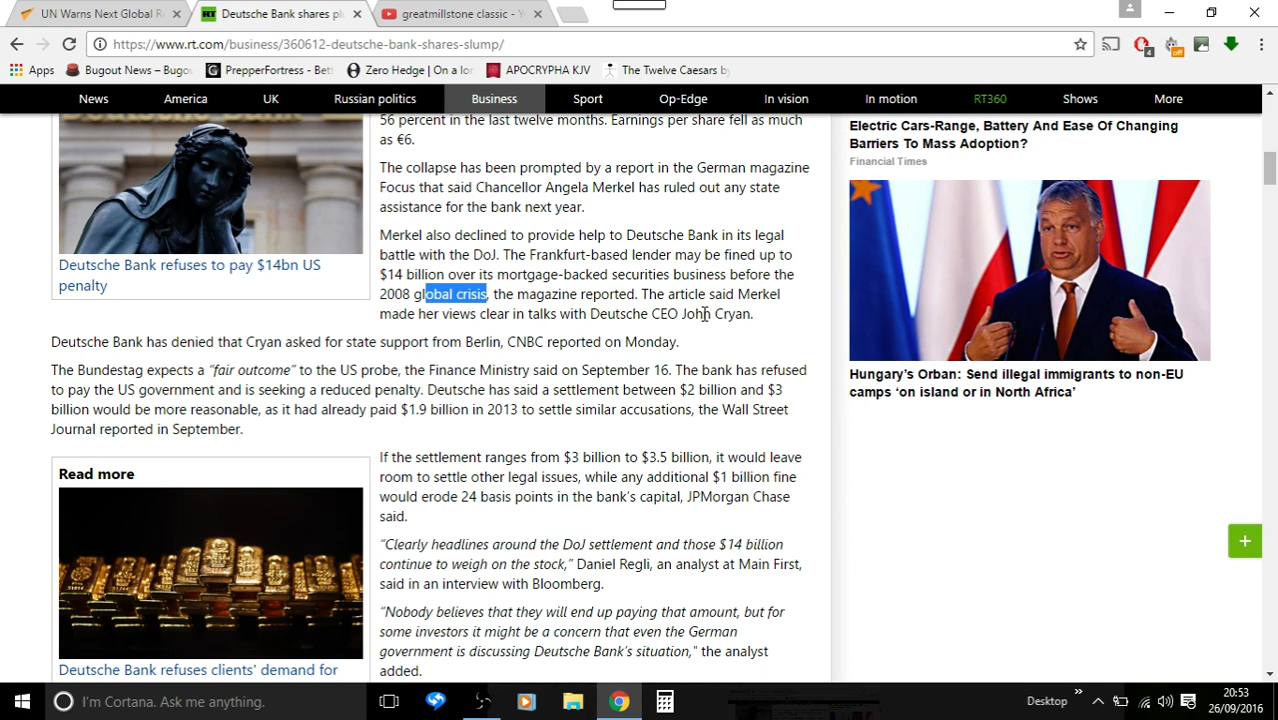 UN Warns Next Global R
RT Deutsche Bank shares pl
greatmillstone classic - Y
https://www.rt.com/business/360612-deutsche-bank-shares-slump/
4
off
Apps Bugout News – Bugo PrepperFortress - Bett Zero Hedge | On a lon APOCRYPHA KJV The Twelve Caesars by
News America UK Russian politics Business Sport Op-Edge In vision In motion RT360 Shows More
56 percent in the last twelve months. Earnings per share fell as much
as €6.
The collapse has been prompted by a report in the German magazine
Focus that said Chancellor Angela Merkel has ruled out any state
assistance for the bank next year.
Merkel also declined to provide help to Deutsche Bank in its legal
battle with the DoJ. The Frankfurt-based lender may be fined up to
$14 billion over its mortgage-backed securities business before the
2008 global crisis, the magazine reported. The article said Merkel
made her views clear in talks with Deutsche CEO John Cryan.
Deutsche Bank refuses to pay $14bn US
penalty
Deutsche Bank has denied that Cryan asked for state support from Berlin, CNBC reported on Monday.
The Bundestag expects a “fair outcome” to the US probe, the Finance Ministry said on September 16. The bank has refused
to pay the US government and is seeking a reduced penalty. Deutsche has said a settlement between $2 billion and $3
billion would be more reasonable, as it had already paid $1.9 billion in 2013 to settle similar accusations, the Wall Street
Journal reported in September.
Read more
Deutsche Bank refuses clients' demand for
If the settlement ranges from $3 billion to $3.5 billion, it would leave
room to settle other legal issues, while any additional $1 billion fine
would erode 24 basis points in the bank’s capital, JPMorgan Chase
said.
“Clearly headlines around the DoJ settlement and those $14 billion
continue to weigh on the stock,” Daniel Regli, an analyst at Main First,
said in an interview with Bloomberg.
“Nobody believes that they will end up paying that amount, but for
some investors it might be a concern that even the German
government is discussing Deutsche Bank’s situation," the analyst
added.
Electric Cars-Range, Battery And Ease Of Changing
Barriers To Mass Adoption?
Financial Times
Hungary’s Orban: Send illegal immigrants to non-EU
camps ‘on island or in North Africa’
+
I'm Cortana. Ask me anything.
Desktop
20:53
26/09/2016